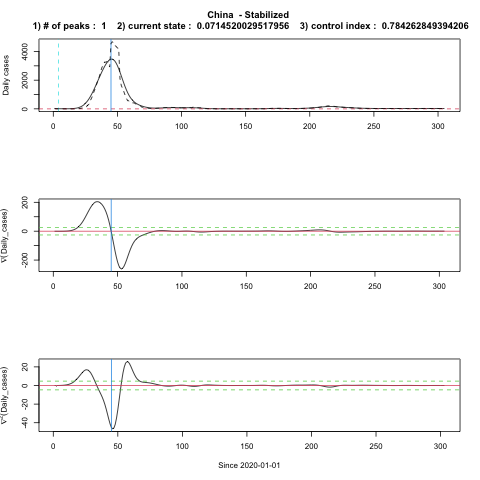 China  - Stabilized
1) # of peaks :  1    2) current state :  0.0714520029517956    3) control index :  0.784262849394206
Daily cases
0 2000 4000
0 50 100 150 200 250 300
∇(Daily_cases)
-200 0 200
0 50 100 150 200 250 300
∇²(Daily_cases)
-40 -20 0 20
0 50 100 150 200 250 300
Since 2020-01-01